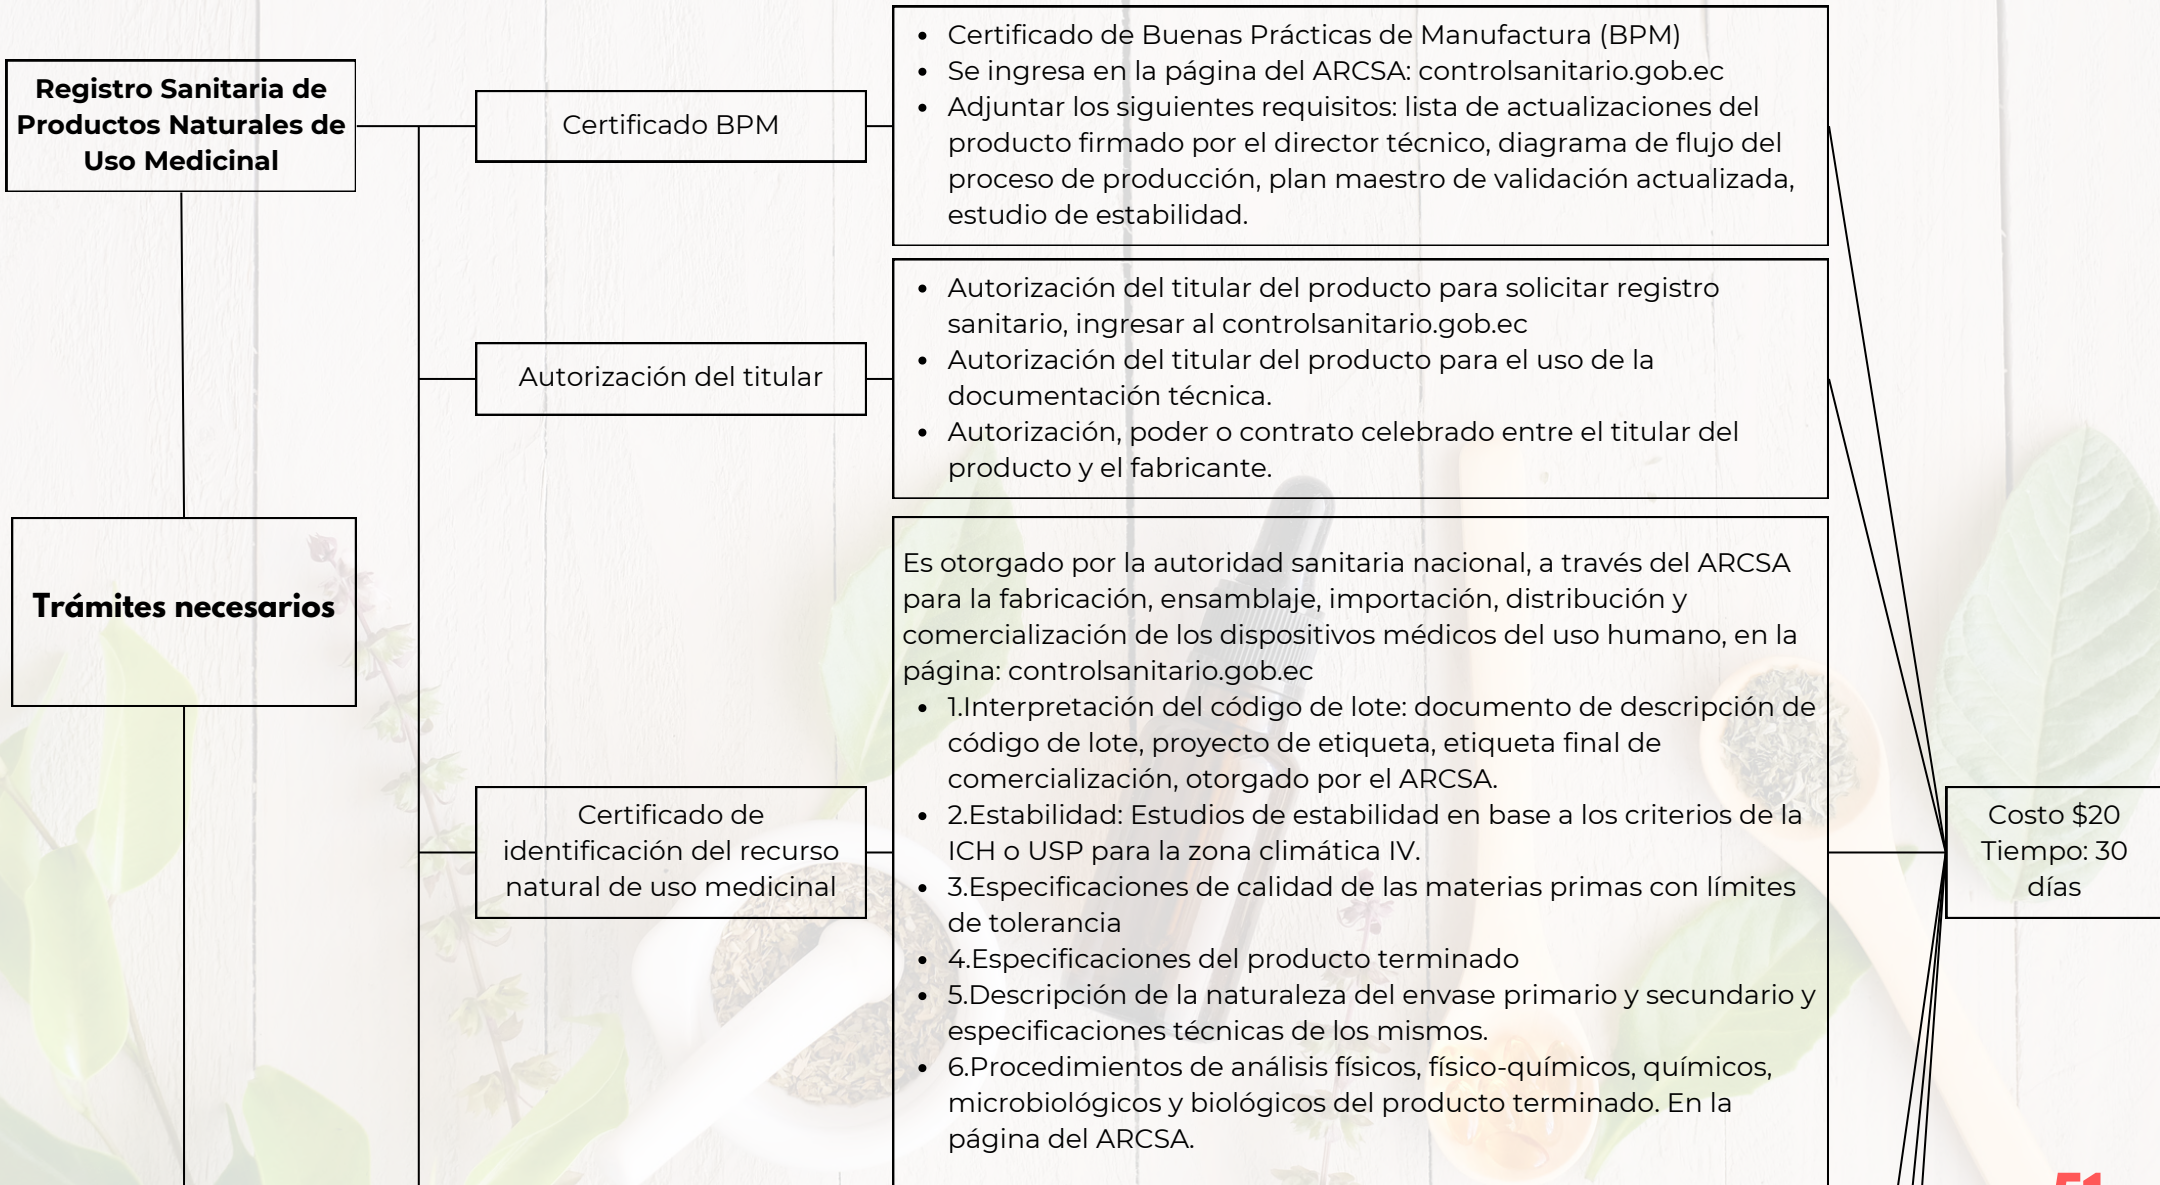 Registro Sanitaria de
Productos Naturales de
Uso Medicinal
Certificado BPM
• Certificado de Buenas Prácticas de Manufactura (BPM)
• Se ingresa en la página del ARCSA: controlsanitario.gob.ec
• Adjuntar los siguientes requisitos: lista de actualizaciones del
producto firmado por el director técnico, diagrama de flujo del
proceso de producción, plan maestro de validación actualizada,
estudio de estabilidad.
Autorización del titular
• Autorización del titular del producto para solicitar registro
sanitario, ingresar al controlsanitario.gob.ec
• Autorización del titular del producto para el uso de la
documentación técnica.
• Autorización, poder o contrato celebrado entre el titular del
producto y el fabricante.
Trámites necesarios
Certificado de
identificación del recurso
natural de uso medicinal
Es otorgado por la autoridad sanitaria nacional, a través del ARCSA
para la fabricación, ensamblaje, importación, distribución y
comercialización de los dispositivos médicos del uso humano, en la
página: controlsanitario.gob.ec
• 1.Interpretación del código de lote: documento de descripción de
código de lote, proyecto de etiqueta, etiqueta final de
comercialización, otorgado por el ARCSA.
• 2.Estabilidad: Estudios de estabilidad en base a los criterios de la
ICH o USP para la zona climática IV.
• 3.Especificaciones de calidad de las materias primas con límites
de tolerancia
• 4.Especificaciones del producto terminado
• 5.Descripción de la naturaleza del envase primario y secundario y
especificaciones técnicas de los mismos.
• 6.Procedimientos de análisis físicos, físico-químicos, químicos,
microbiológicos y biológicos del producto terminado. En la
página del ARCSA.
Costo $20
Tiempo: 30
días
51